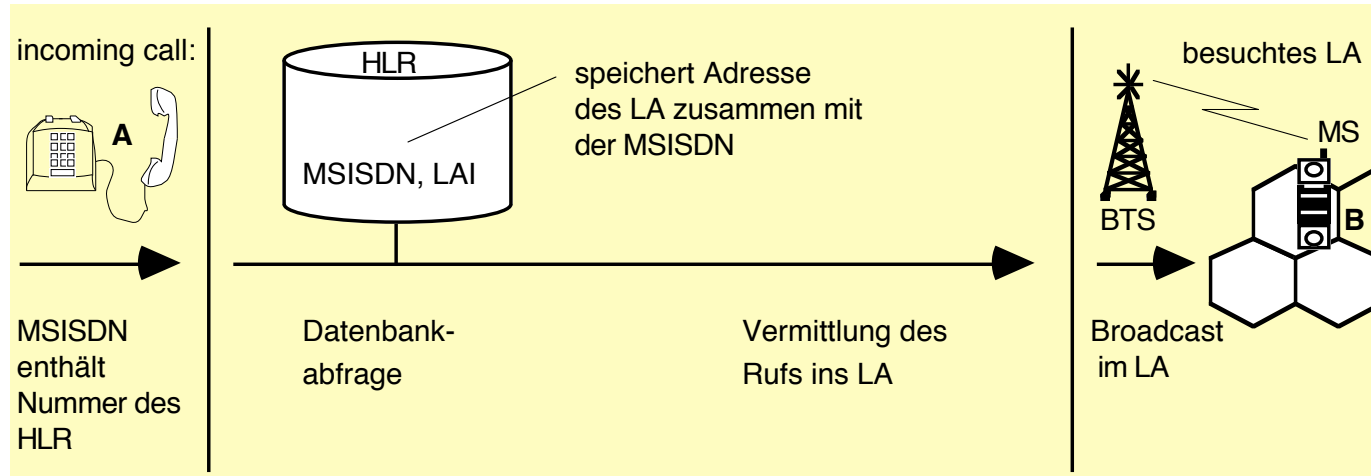 incoming call:
A
MSISDN
enthält
Nummer des
HLR
HLR
MSISDN, LAI
speichert Adresse
des LA zusammen mit
der MSISDN
Datenbank-
abfrage
Vermittlung des
Rufs ins LA
besuchtes LA
MS
BTS
B
Broadcast
im LA